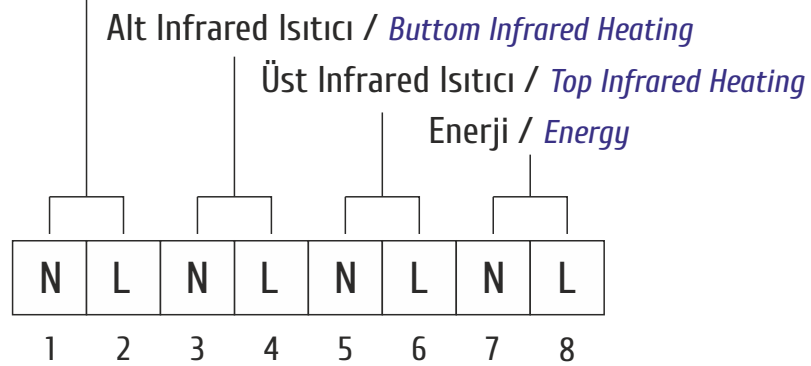 Alt Infrared Isıtıcı / Buttom Infrared Heating
Üst Infrared Isıtıcı / Top Infrared Heating
Enerji / Energy
N L N L N L N L
1 2 3 4 5 6 7 8